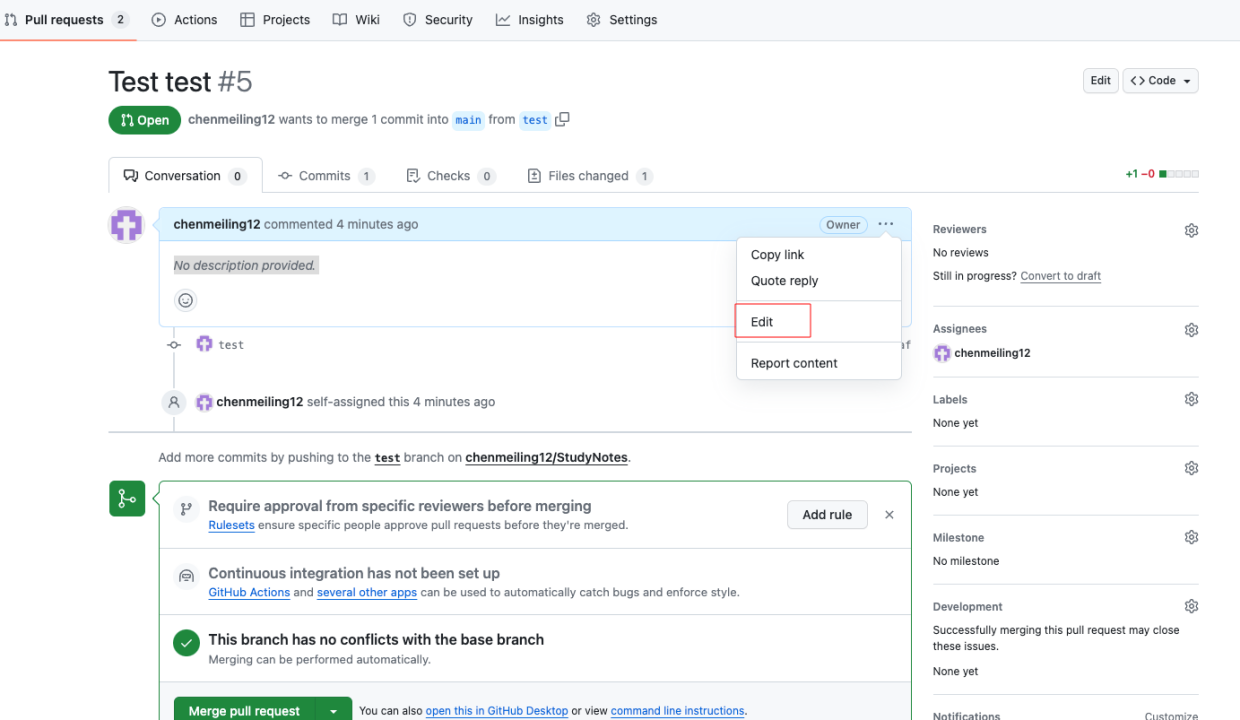 Pull requests 2 Actions Projects Wiki Security Insights Settings
Test test #5
Edit <> Code
Open chenmeiling12 wants to merge 1 commit into main from test
Conversation 0 Commits 1 Checks 0 Files changed 1
+1 −0
chenmeiling12 commented 4 minutes ago Owner ...
No description provided.
Copy link
Quote reply
Edit
Report content
test
af
chenmeiling12 self-assigned this 4 minutes ago
Add more commits by pushing to the test branch on chenmeiling12/StudyNotes.
Require approval from specific reviewers before merging
Rulesets ensure specific people approve pull requests before they're merged.
Add rule
Continuous integration has not been set up
GitHub Actions and several other apps can be used to automatically catch bugs and enforce style.
This branch has no conflicts with the base branch
Merging can be performed automatically.
Merge pull request You can also open this in GitHub Desktop or view command line instructions.
Reviewers
No reviews
Still in progress? Convert to draft
Assignees
chenmeiling12
Labels
None yet
Projects
None yet
Milestone
No milestone
Development
Successfully merging this pull request may close
these issues.
None yet
Notifications Customize